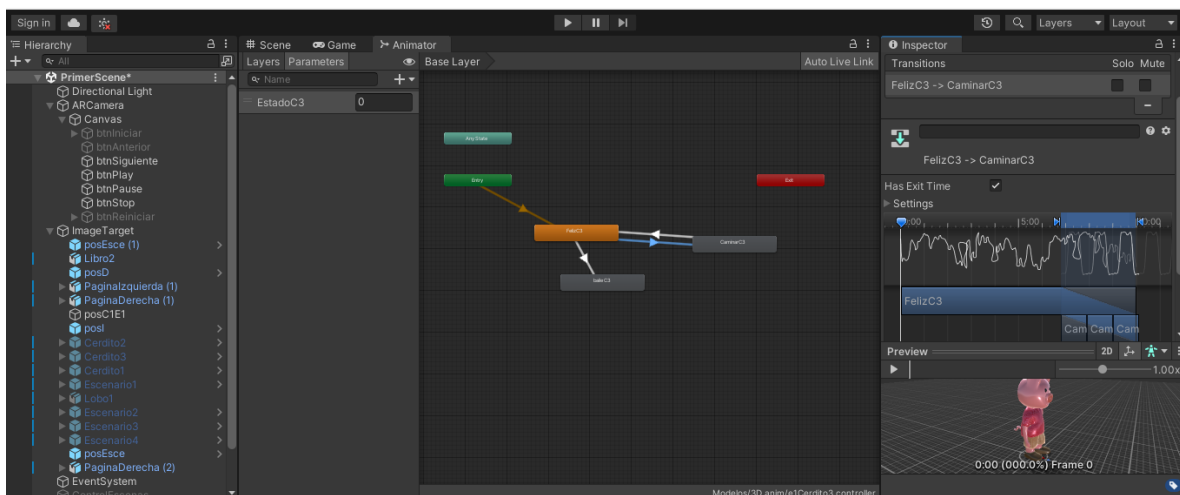 Sign in
Layers
Layout
Hierarchy
All
PrimerScene*
Directional Light
ARCamera
Canvas
btnIniciar
btnAnterior
btnSiguiente
btnPlay
btnPause
btnStop
btnReiniciar
ImageTarget
posEsce (1)
Libro2
posD
PaginaIzquierda (1)
PaginaDerecha (1)
posC1E1
posI
Cerdito2
Cerdito3
Cerdito1
Escenario1
Lobo1
Escenario2
Escenario3
Escenario4
posEsce
PaginaDerecha (2)
EventSystem
Scene
Game
Animator
Layers
Parameters
Base Layer
Auto Live Link
Name
EstadoC3
0
Any State
Entry
Exit
FelizC3
CaminarC3
Salte C3
Modelos/3D anim/e1Cerdito3.controller
Inspector
Transitions
Solo
Mute
FelizC3 -> CaminarC3
FelizC3 -> CaminarC3
Has Exit Time
Settings
15:00
FelizC3
Cam
Cam
Cam
Preview
2D
1.00x
0:00 (000.0%) Frame 0